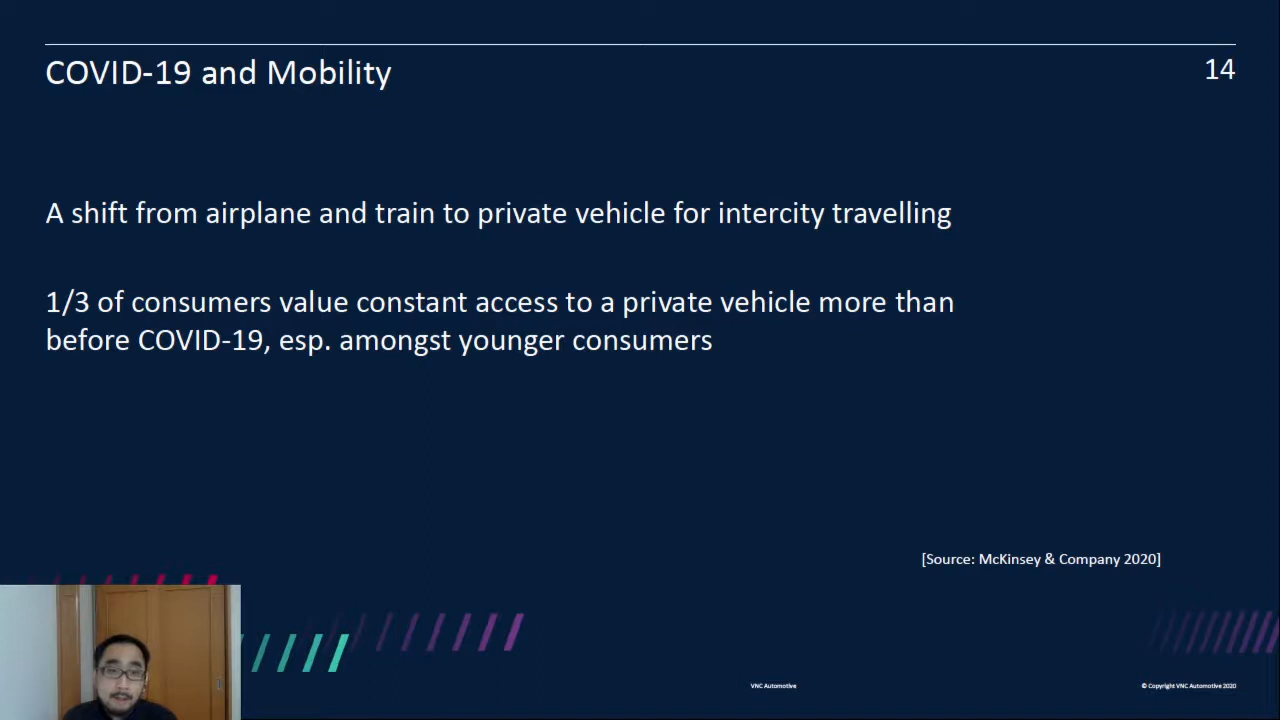 COVID-19 and Mobility
14
A shift from airplane and train to private vehicle for intercity travelling
1/3 of consumers value constant access to a private vehicle more than
before COVID-19, esp. amongst younger consumers
[Source: McKinsey & Company 2020]
VNC Automotive
© Copyright VNC Automotive 2020